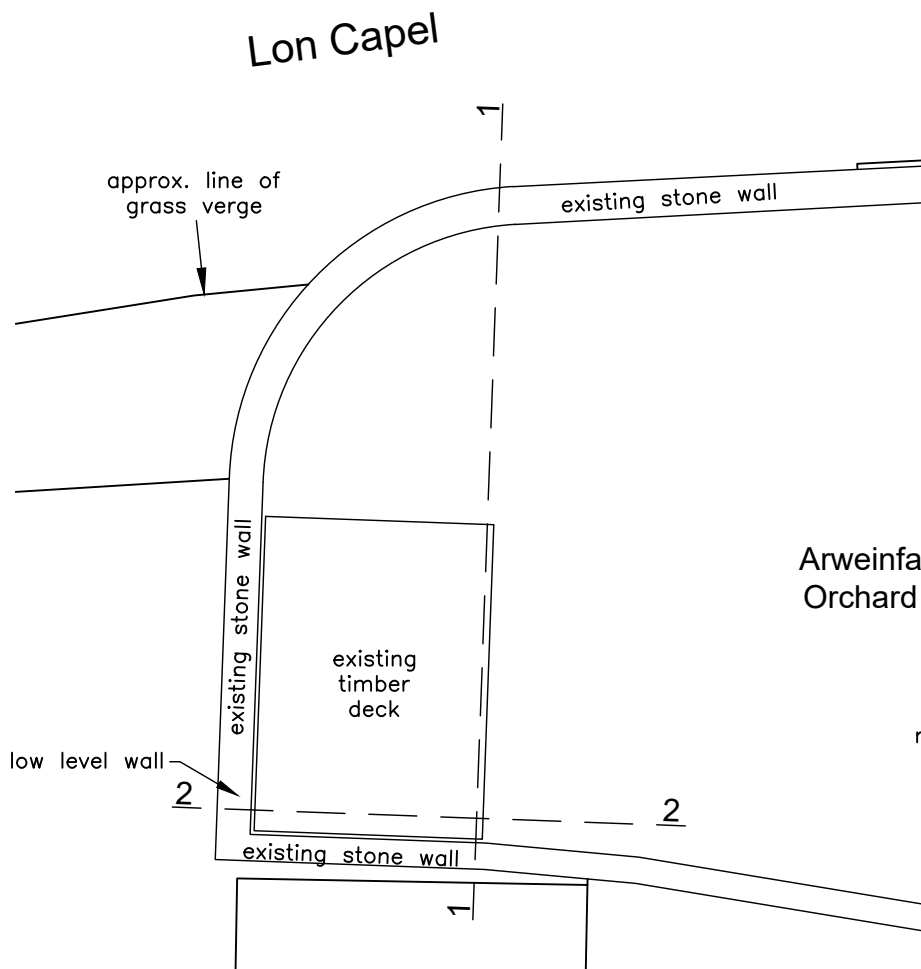 Lon Capel
1
approx. line of
grass verge
existing stone wall
existing stone wall
Arweinfa
Orchard
existing
timber
deck
low level wall
2
2
existing stone wall
1